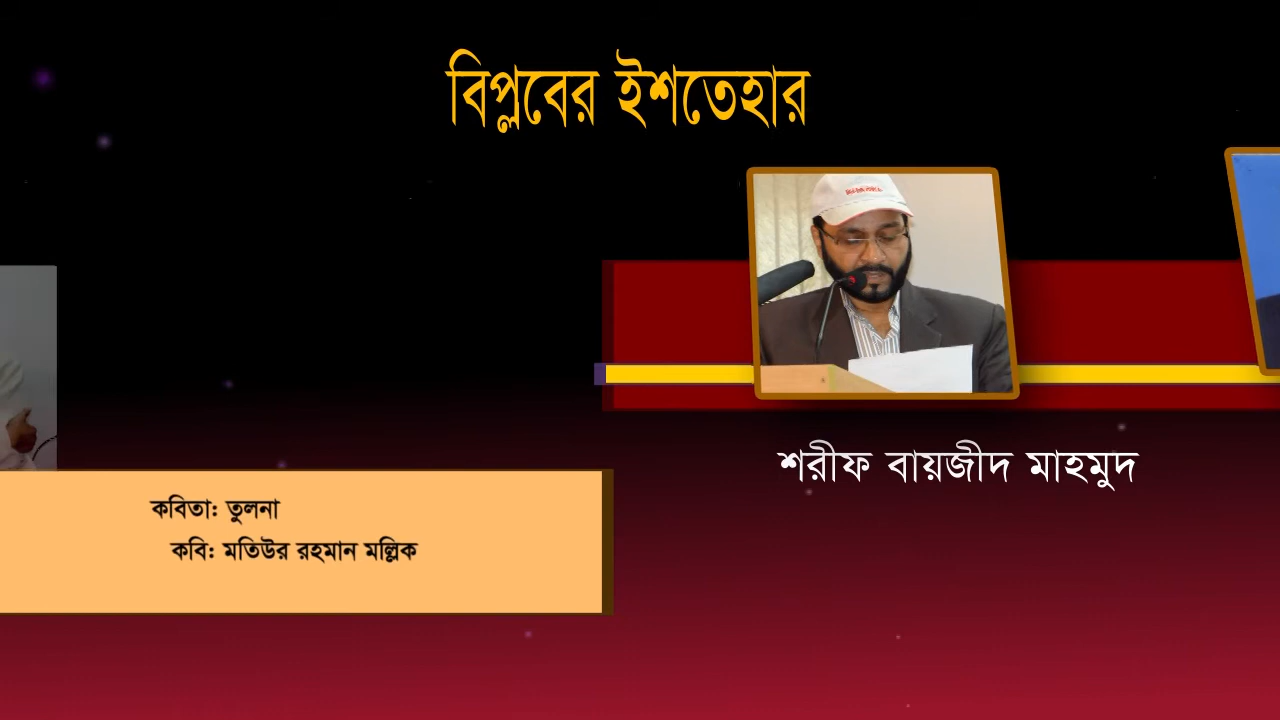 বিপ্লবের ইশতেহার
শরীফ বায়জীদ মাহমুদ
কবিতা: তুলনা
কবি: মতিউর রহমান মল্লিক